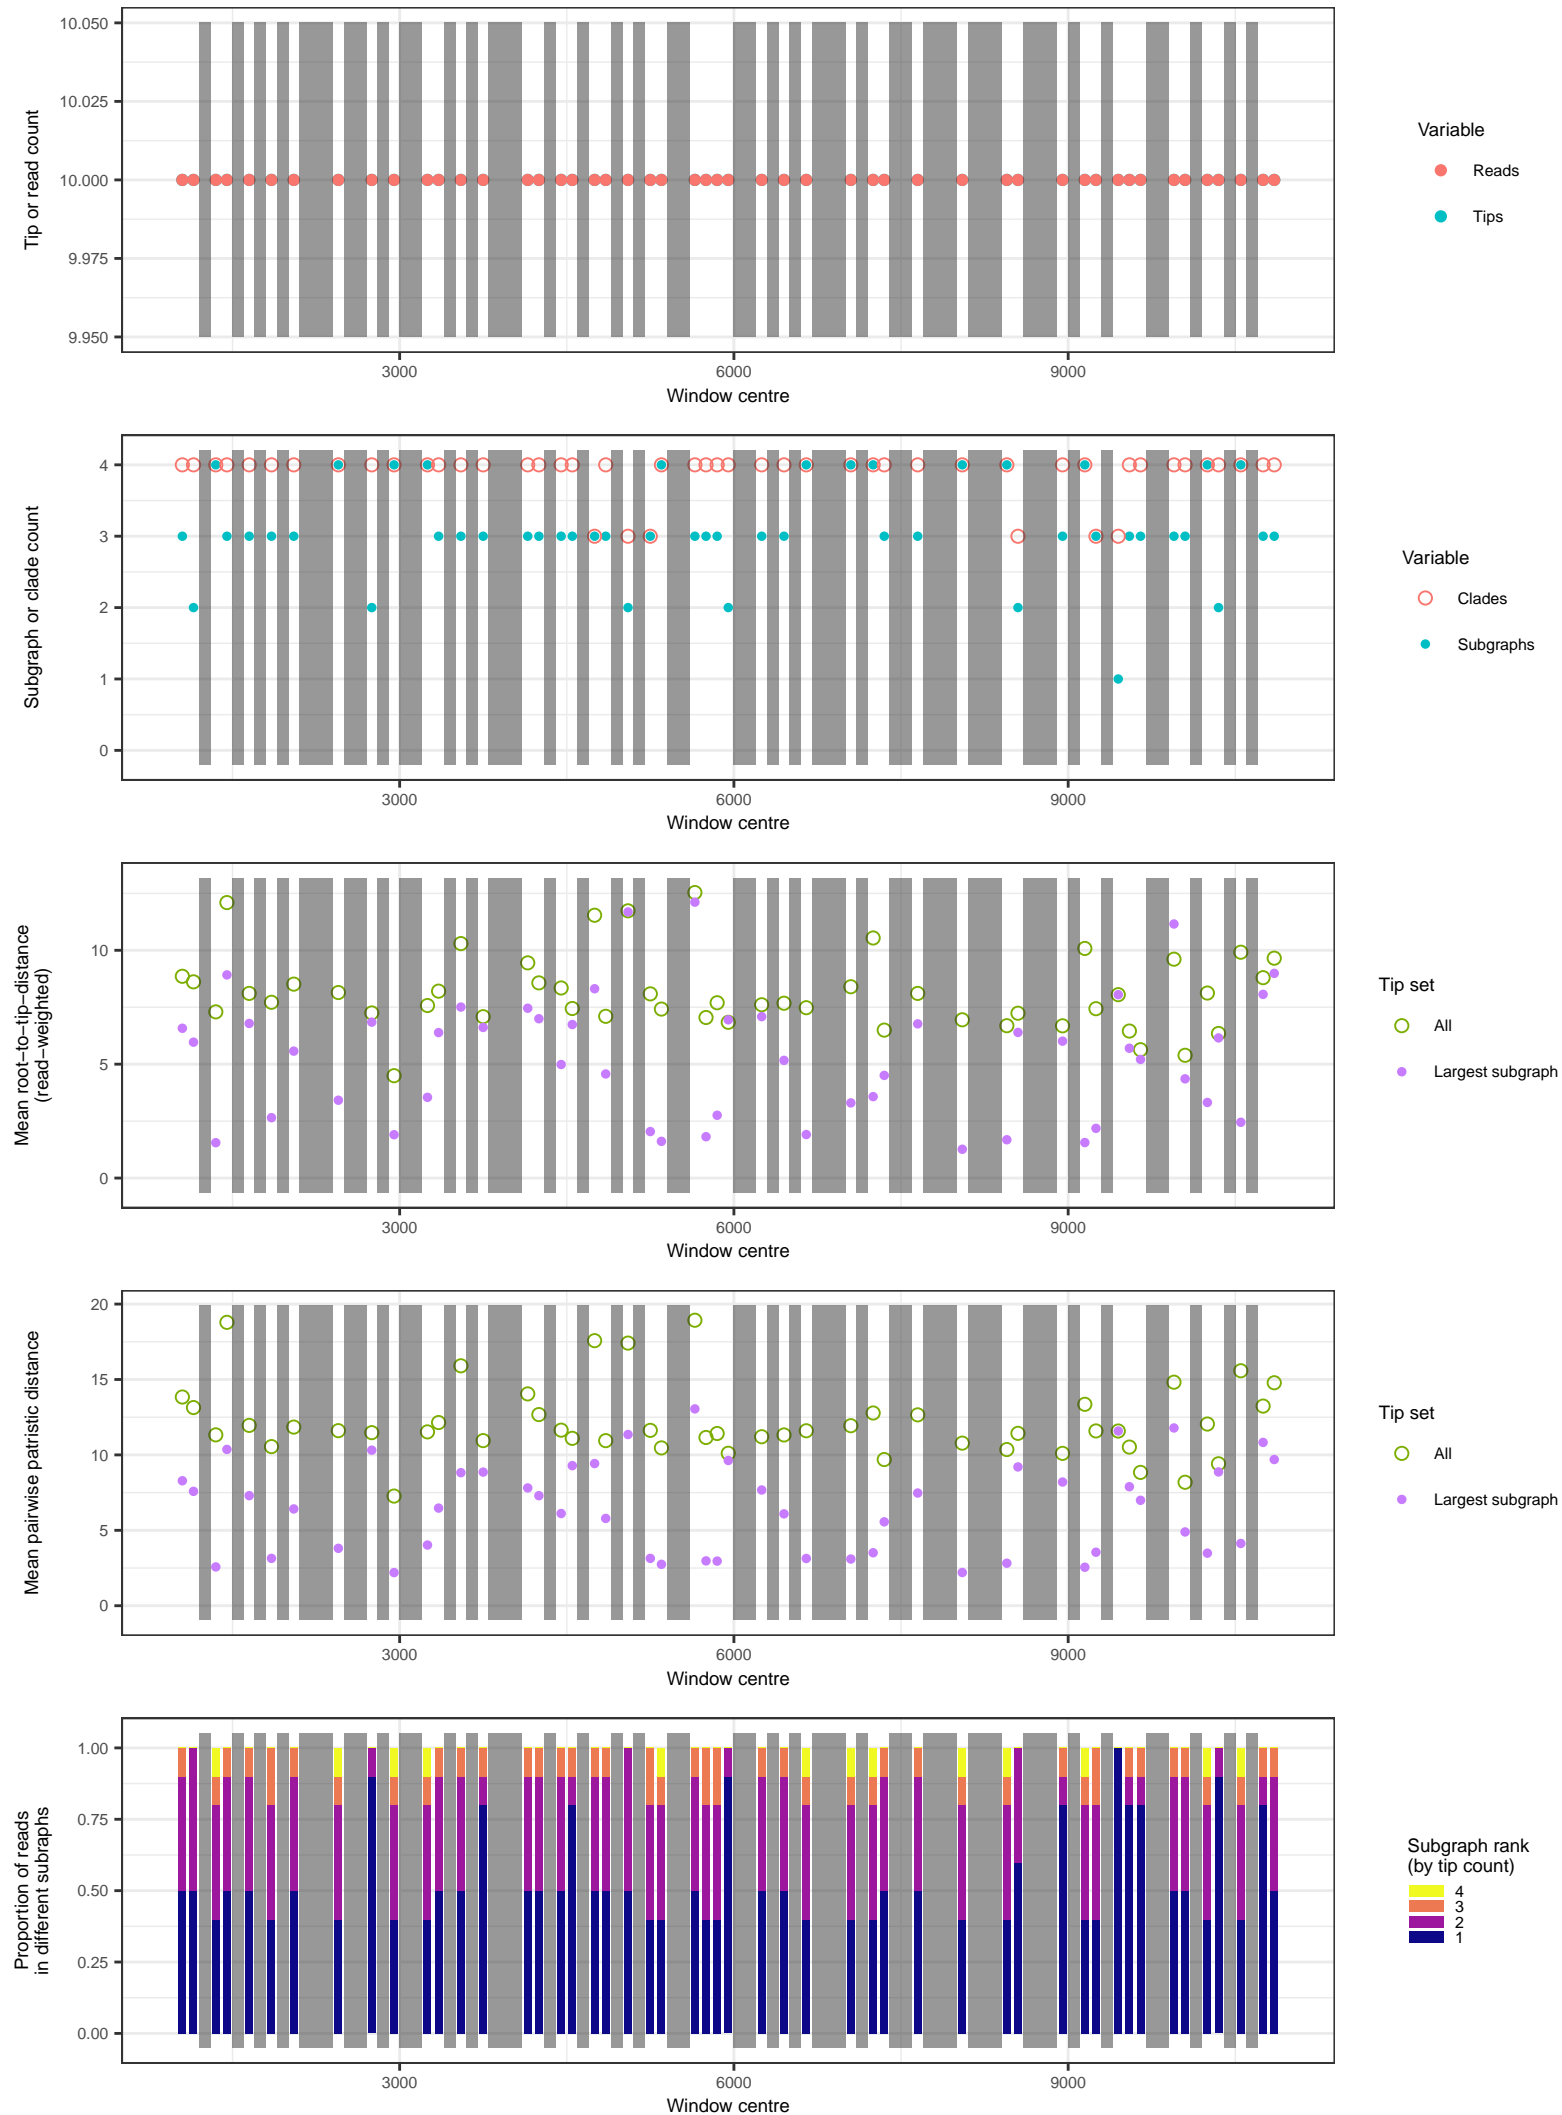 10.050
10.025
10.000
9.975
9.950
Tip or read count
3000 6000 9000
Window centre
Variable
Reads
Tips
4
3
2
1
0
Subgraph or clade count
3000 6000 9000
Window centre
Variable
Clades
Subgraphs
10
5
0
Mean root−to−tip−distance
(read−weighted)
3000 6000 9000
Window centre
Tip set
All
Largest subgraph
20
15
10
5
0
Mean pairwise patristic distance
3000 6000 9000
Window centre
Tip set
All
Largest subgraph
1.00
0.75
0.50
0.25
0.00
Proportion of reads
in different subraphs
3000 6000 9000
Window centre
Subgraph rank
(by tip count)
4
3
2
1